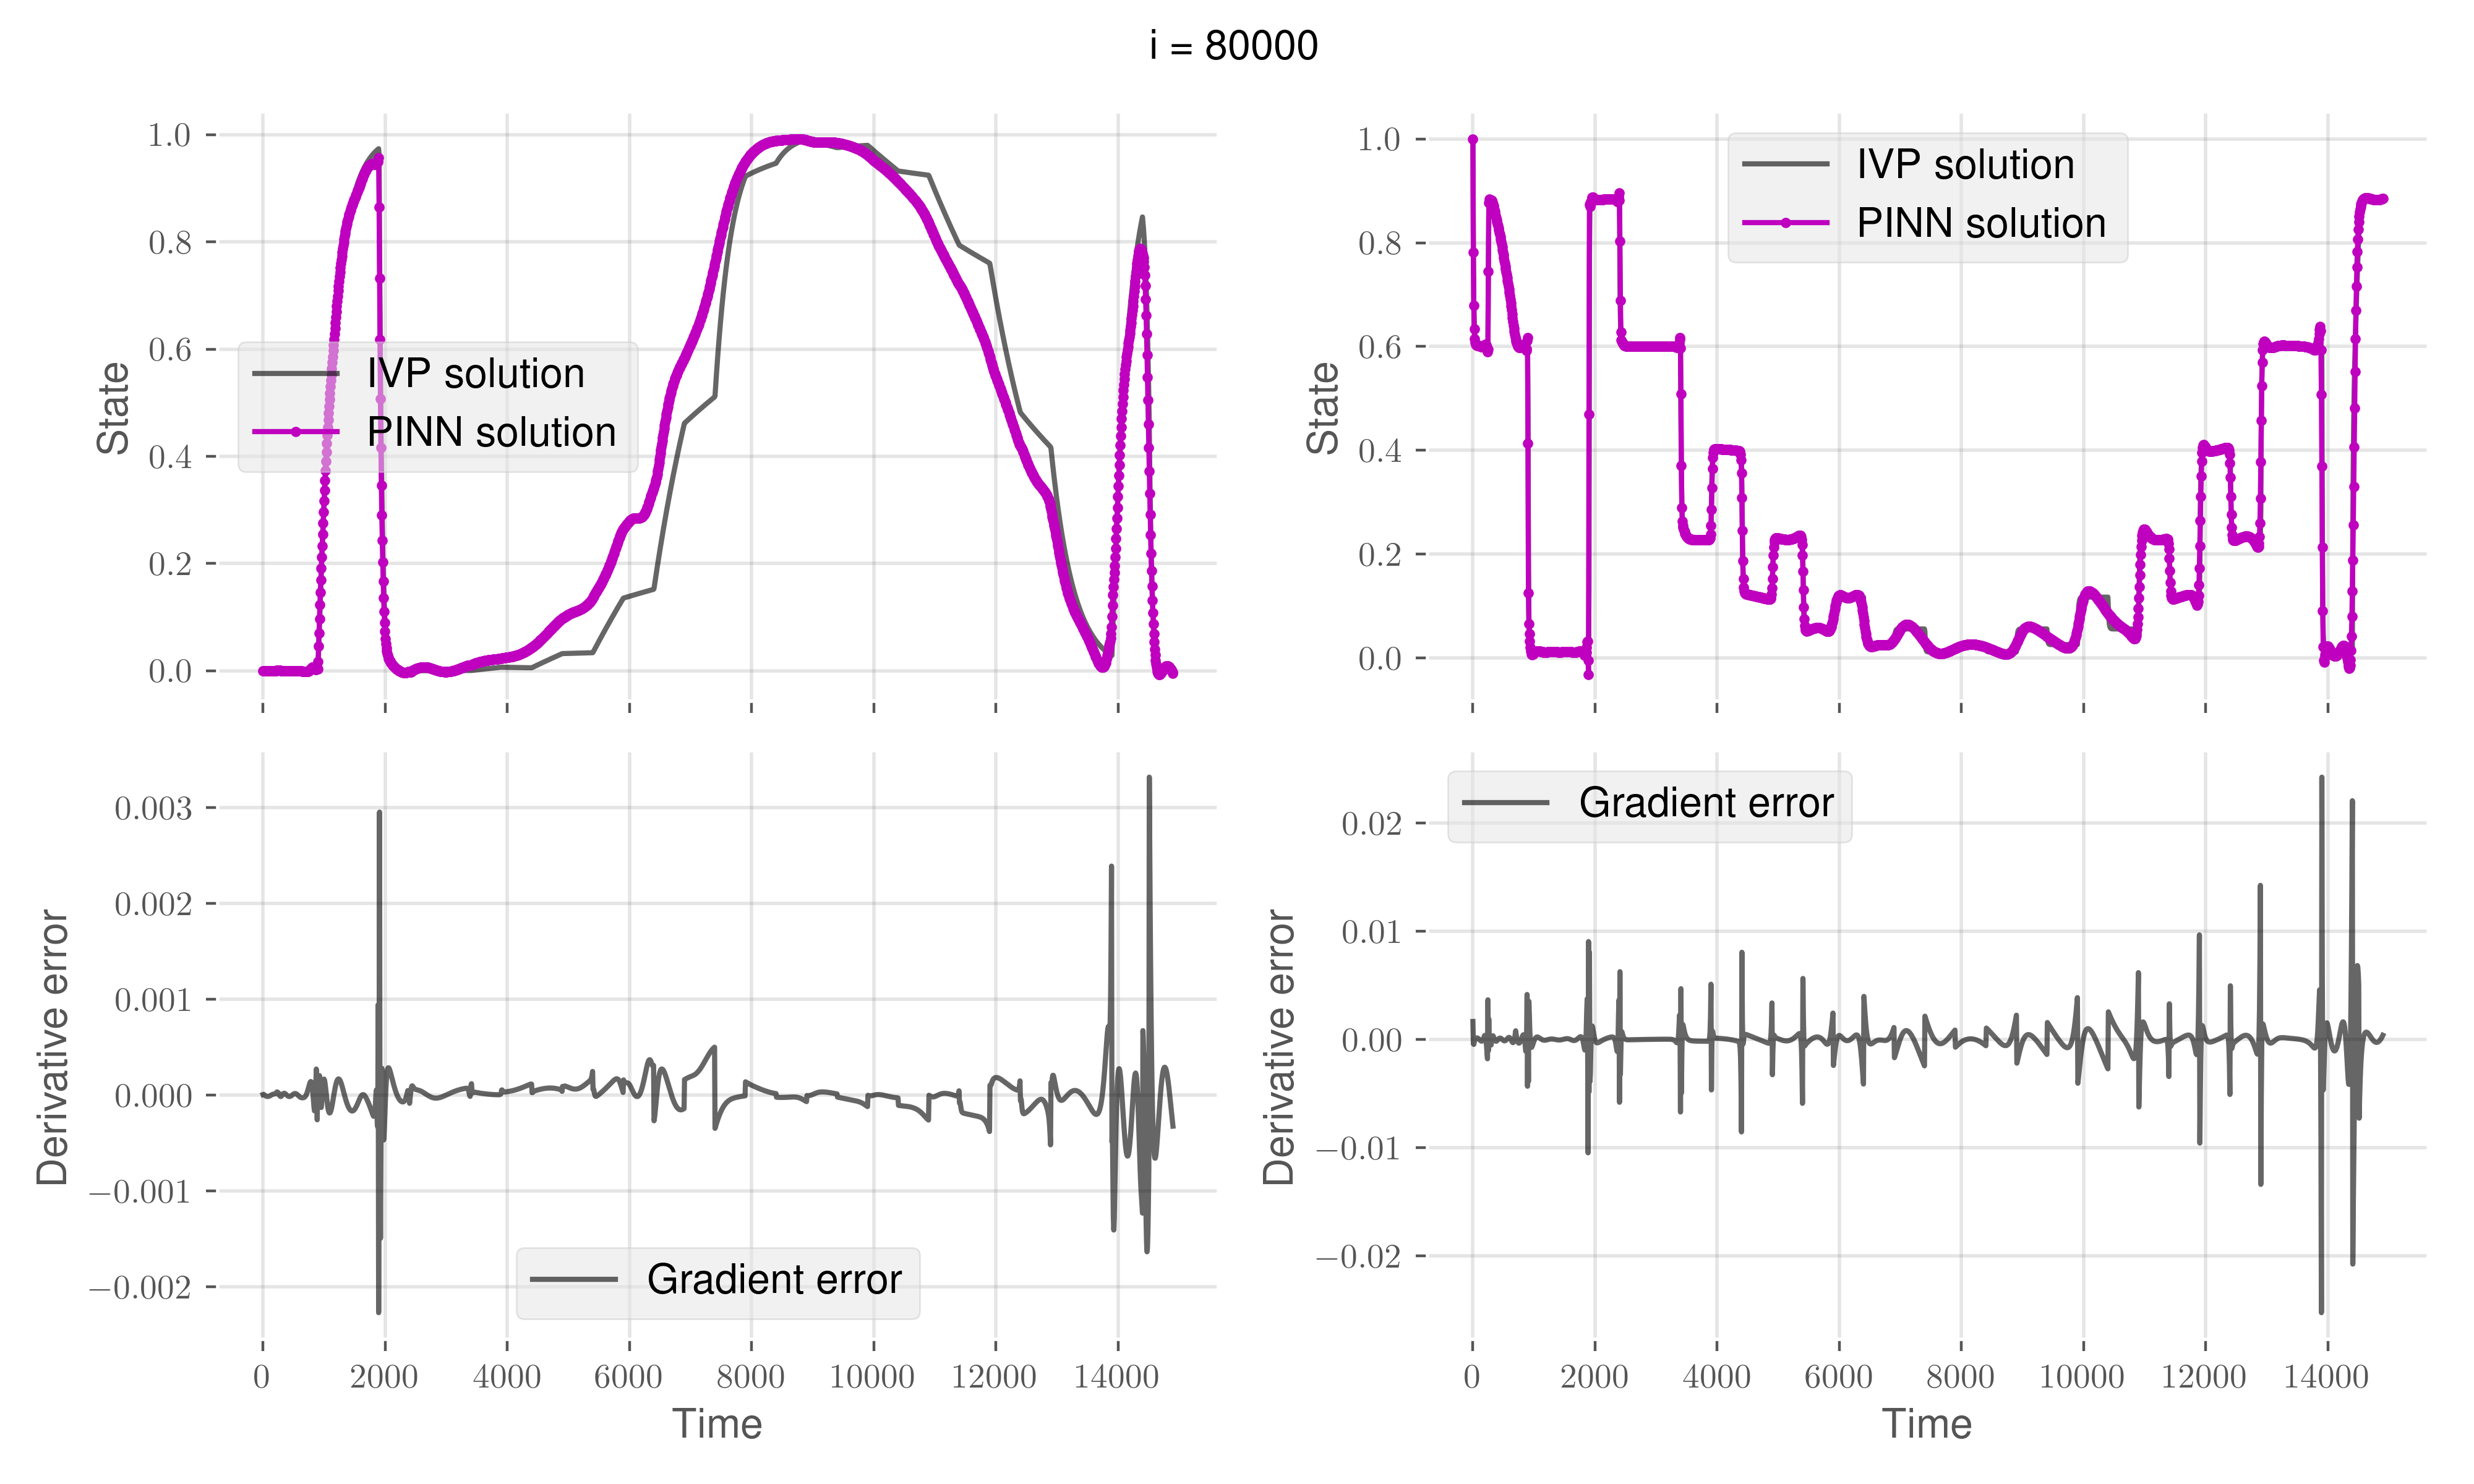 i = 80000
1.0
0.8
0.6
0.4
0.2
0.0
State
IVP solution
PINN solution
1.0
0.8
0.6
0.4
0.2
0.0
State
IVP solution
PINN solution
0.003
0.002
0.001
0.000
−0.001
−0.002
Derivative error
Gradient error
0 2000 4000 6000 8000 10000 12000 14000
Time
0.02
0.01
0.00
−0.01
−0.02
Derivative error
Gradient error
0 2000 4000 6000 8000 10000 12000 14000
Time